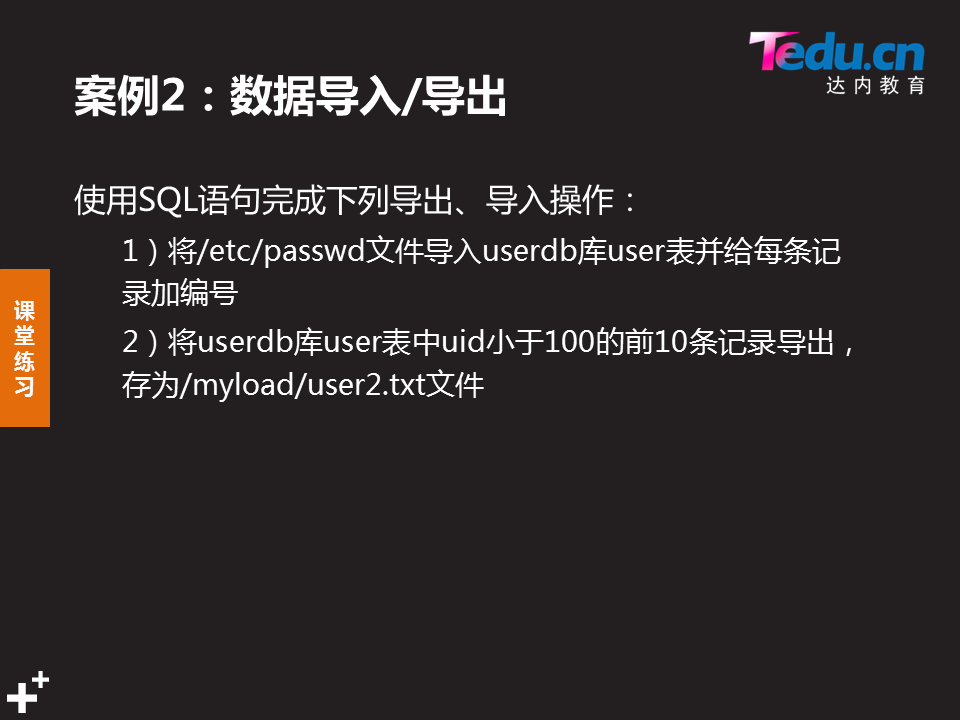 Tedu.cn
达内教育
案例2：数据导入/导出
使用SQL语句完成下列导出、导入操作：
1）将/etc/passwd文件导入userdb库user表并给每条记
录加编号
2）将userdb库user表中uid小于100的前10条记录导出，
存为/myload/user2.txt文件
课
堂
练
习